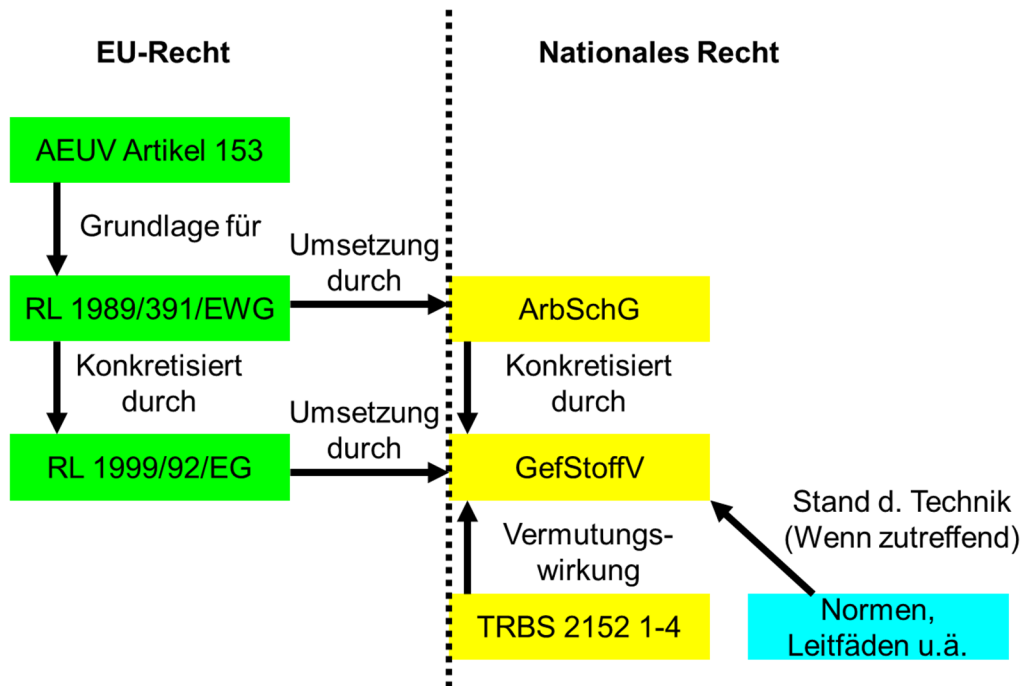 EU-Recht
Nationales Recht
AEUV Artikel 153
Grundlage für
Umsetzung
durch
RL 1989/391/EWG
ArbSchG
Konkretisiert
durch
Konkretisiert
durch
Umsetzung
durch
RL 1999/92/EG
GefStoffV
Stand d. Technik
(Wenn zutreffend)
Vermutungs-
wirkung
TRBS 2152 1-4
Normen,
Leitfäden u.ä.